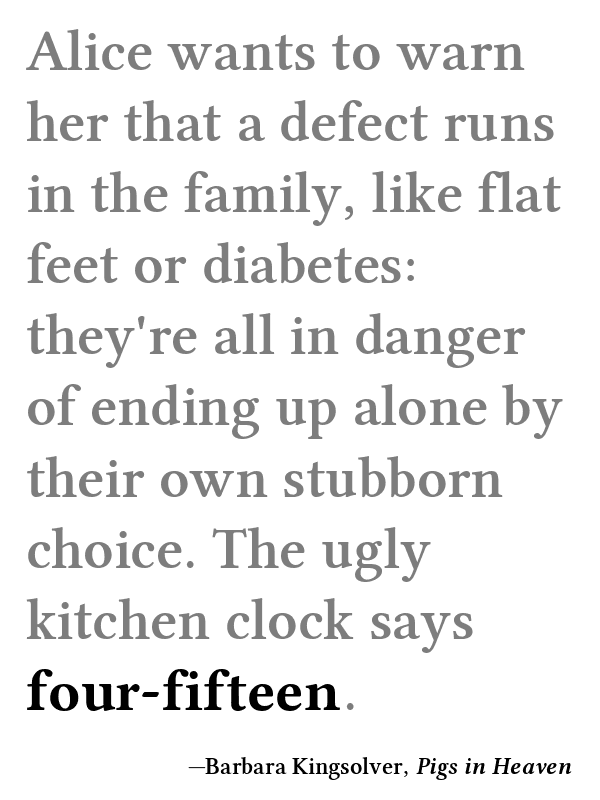 Alice wants to warn
her that a defect runs
in the family, like flat
feet or diabetes:
they're all in danger
of ending up alone by
their own stubborn
choice. The ugly
kitchen clock says
four-fifteen.
—Barbara Kingsolver, Pigs in Heaven